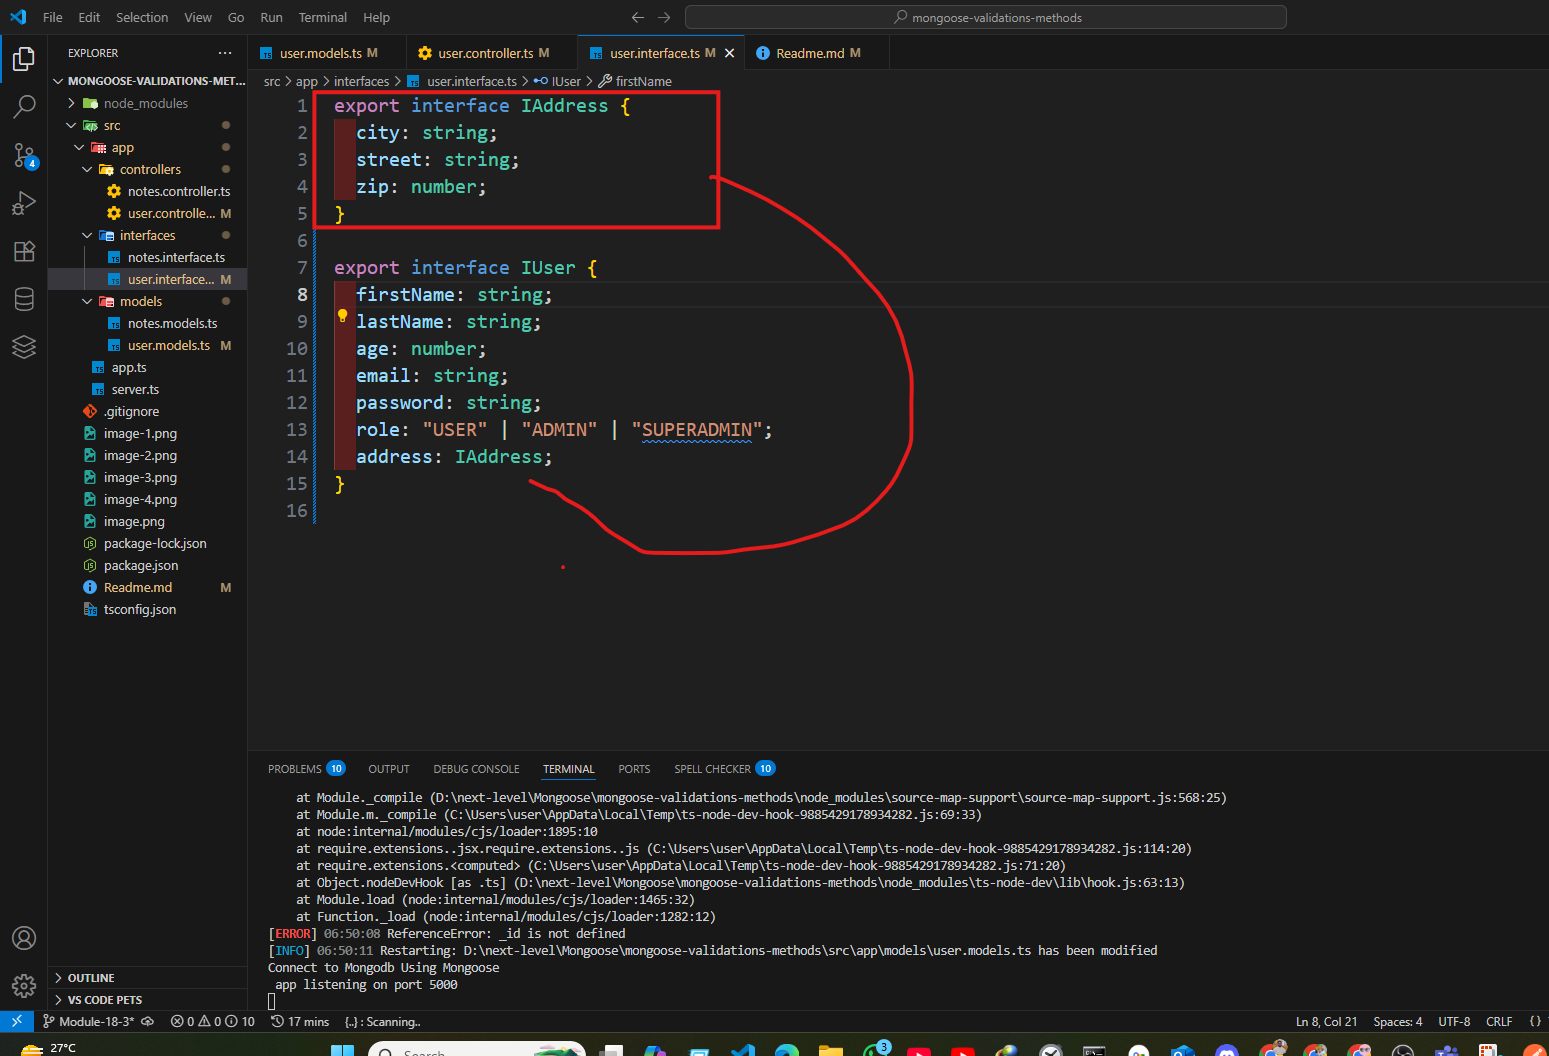 File Edit Selection View Go Run Terminal Help
mongoose-validations-methods
EXPLORER
MONGOOSE-VALIDATIONS-MET...
node_modules
src
app
controllers
notes.controller.ts
user.controlle... M
interfaces
notes.interface.ts
user.interface... M
models
notes.models.ts
user.models.ts M
app.ts
server.ts
.gitignore
image-1.png
image-2.png
image-3.png
image-4.png
image.png
package-lock.json
package.json
Readme.md M
tsconfig.json
OUTLINE
VS CODE PETS
4
user.models.ts M
user.controller.ts M
user.interface.ts M
Readme.md M
src > app > interfaces > user.interface.ts > IUser > firstName
1 export interface IAddress {
2 city: string;
3 street: string;
4 zip: number;
5 }
6
7 export interface IUser {
8 firstName: string;
9 lastName: string;
10 age: number;
11 email: string;
12 password: string;
13 role: "USER" | "ADMIN" | "SUPERADMIN";
14 address: IAddress;
15 }
16
PROBLEMS 10 OUTPUT DEBUG CONSOLE TERMINAL PORTS SPELL CHECKER 10
at Module._compile (D:\next-level\Mongoose\mongoose-validations-methods\node_modules\source-map-support\source-map-support.js:568:25)
at Module.m._compile (C:\Users\user\AppData\Local\Temp\ts-node-dev-hook-9885429178934282.js:69:33)
at node:internal/modules/cjs/loader:1895:10
at require.extensions..jsx.require.extensions..js (C:\Users\user\AppData\Local\Temp\ts-node-dev-hook-9885429178934282.js:114:20)
at require.extensions.<computed> (C:\Users\user\AppData\Local\Temp\ts-node-dev-hook-9885429178934282.js:71:20)
at Object.nodeDevHook [as .ts] (D:\next-level\Mongoose\mongoose-validations-methods\node_modules\ts-node-dev\lib\hook.js:63:13)
at Module.load (node:internal/modules/cjs/loader:1465:32)
at Function._load (node:internal/modules/cjs/loader:1282:12)
[ERROR] 06:50:08 ReferenceError: _id is not defined
[INFO] 06:50:11 Restarting: D:\next-level\Mongoose\mongoose-validations-methods\src\app\models\user.models.ts has been modified
Connect to Mongodb Using Mongoose
app listening on port 5000
Module-18-3* 0 0 10 17 mins {..} : Scanning.. Ln 8, Col 21 Spaces: 4 UTF-8 CRLF { }
27°C
Search
3